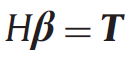 Hβ = T